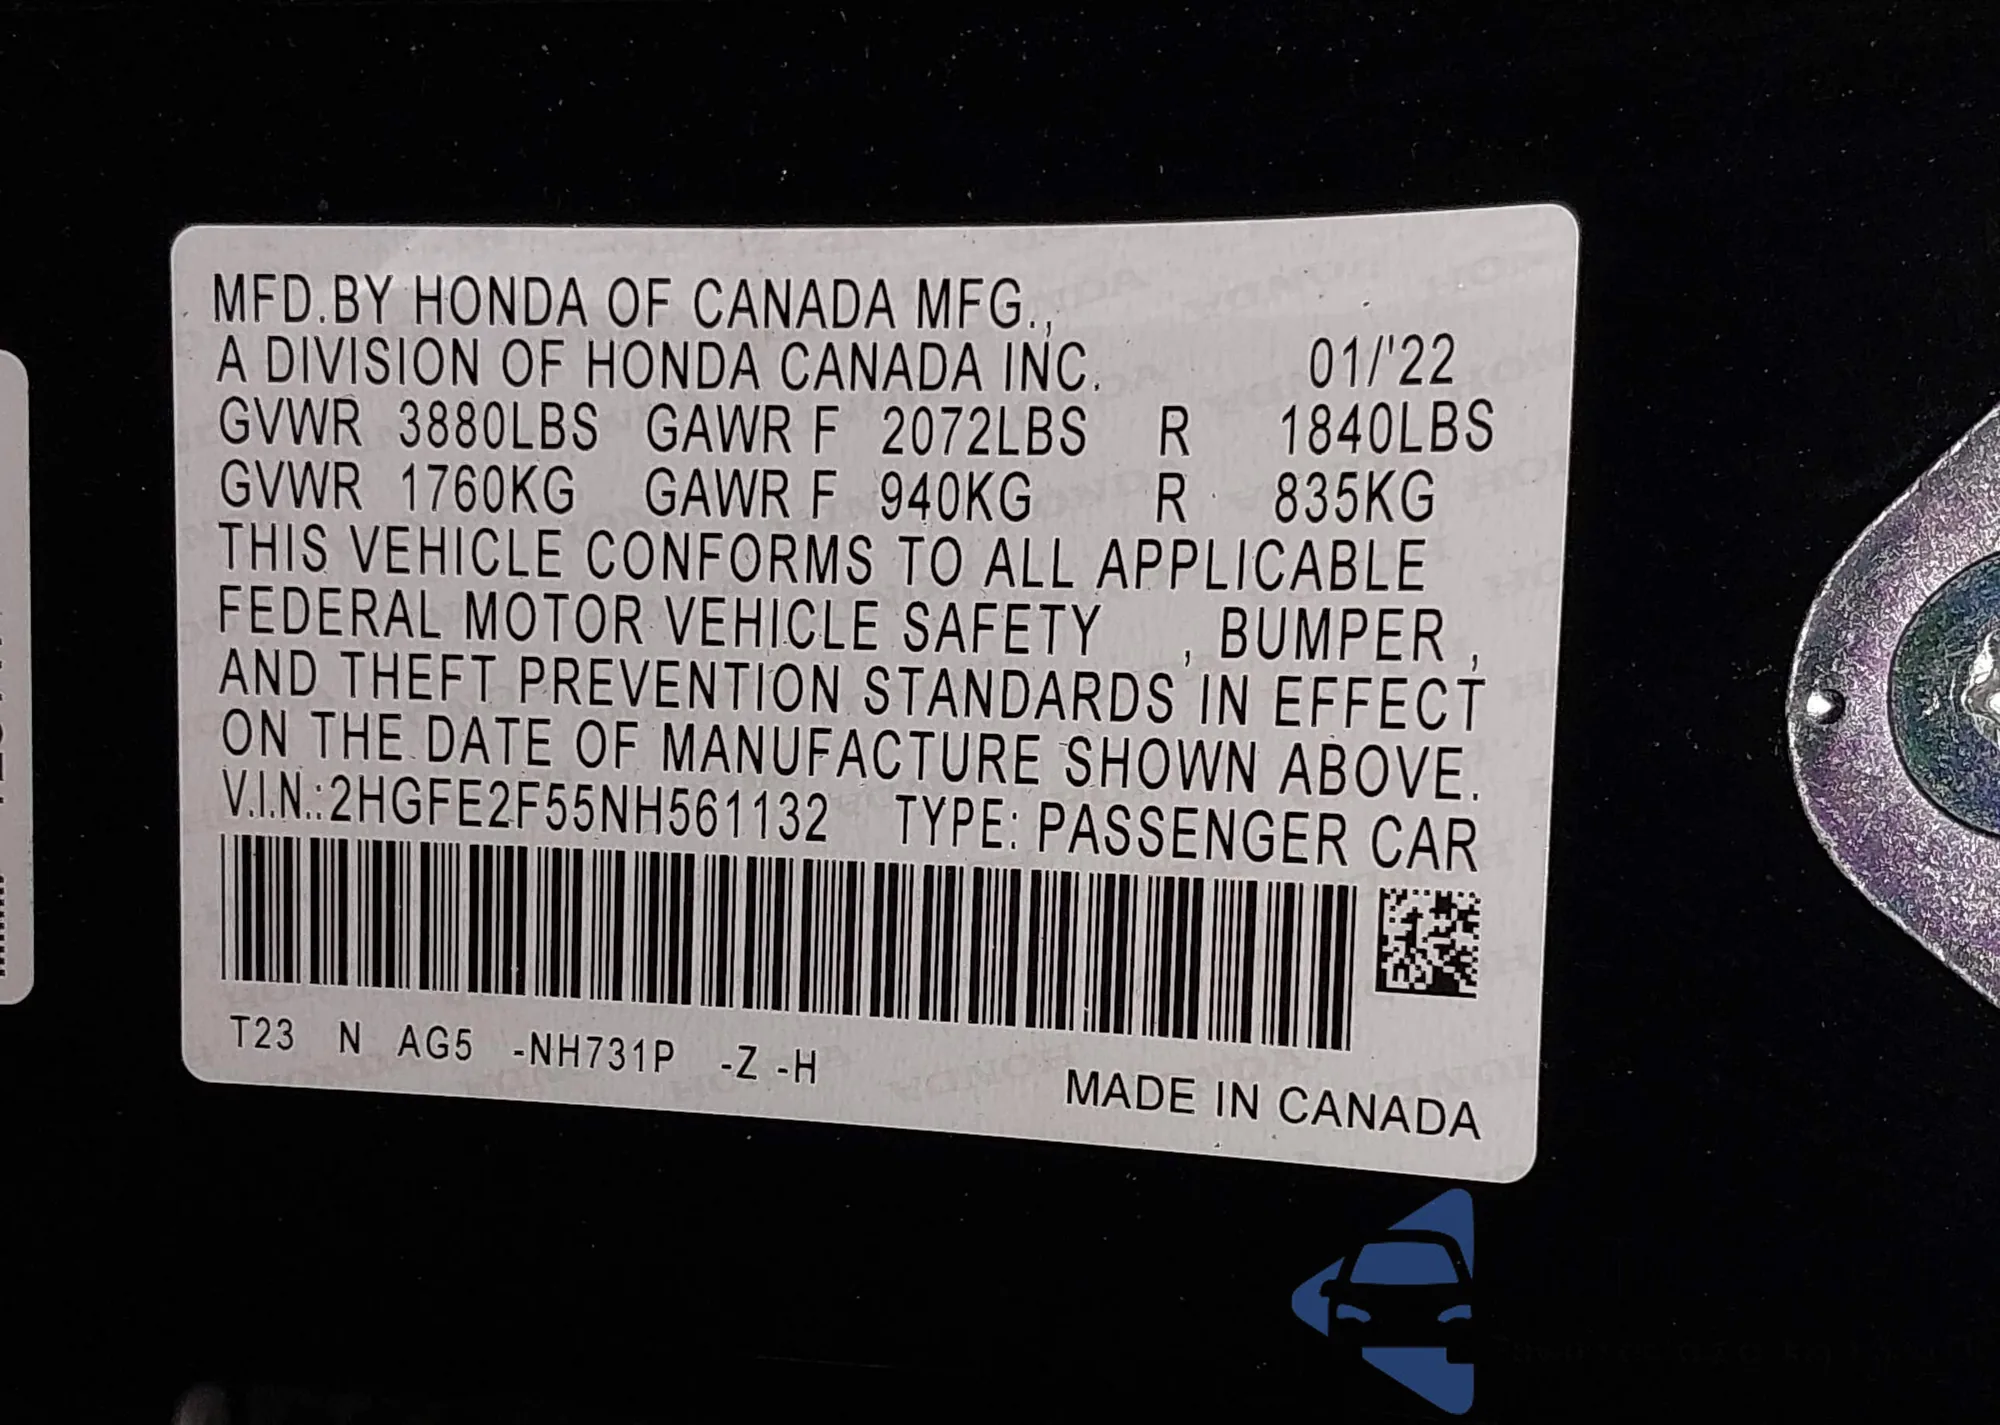 MFD.BY HONDA OF CANADA MFG.,
A DIVISION OF HONDA CANADA INC. 01/'22
GVWR 3880LBS GAWR F 2072LBS R 1840LBS
GVWR 1760KG GAWR F 940KG R 835KG
THIS VEHICLE CONFORMS TO ALL APPLICABLE
FEDERAL MOTOR VEHICLE SAFETY , BUMPER ,
AND THEFT PREVENTION STANDARDS IN EFFECT
ON THE DATE OF MANUFACTURE SHOWN ABOVE.
V.I.N.:2HGFE2F55NH561132 TYPE: PASSENGER CAR
T23 N AG5 -NH731P -Z -H
MADE IN CANADA